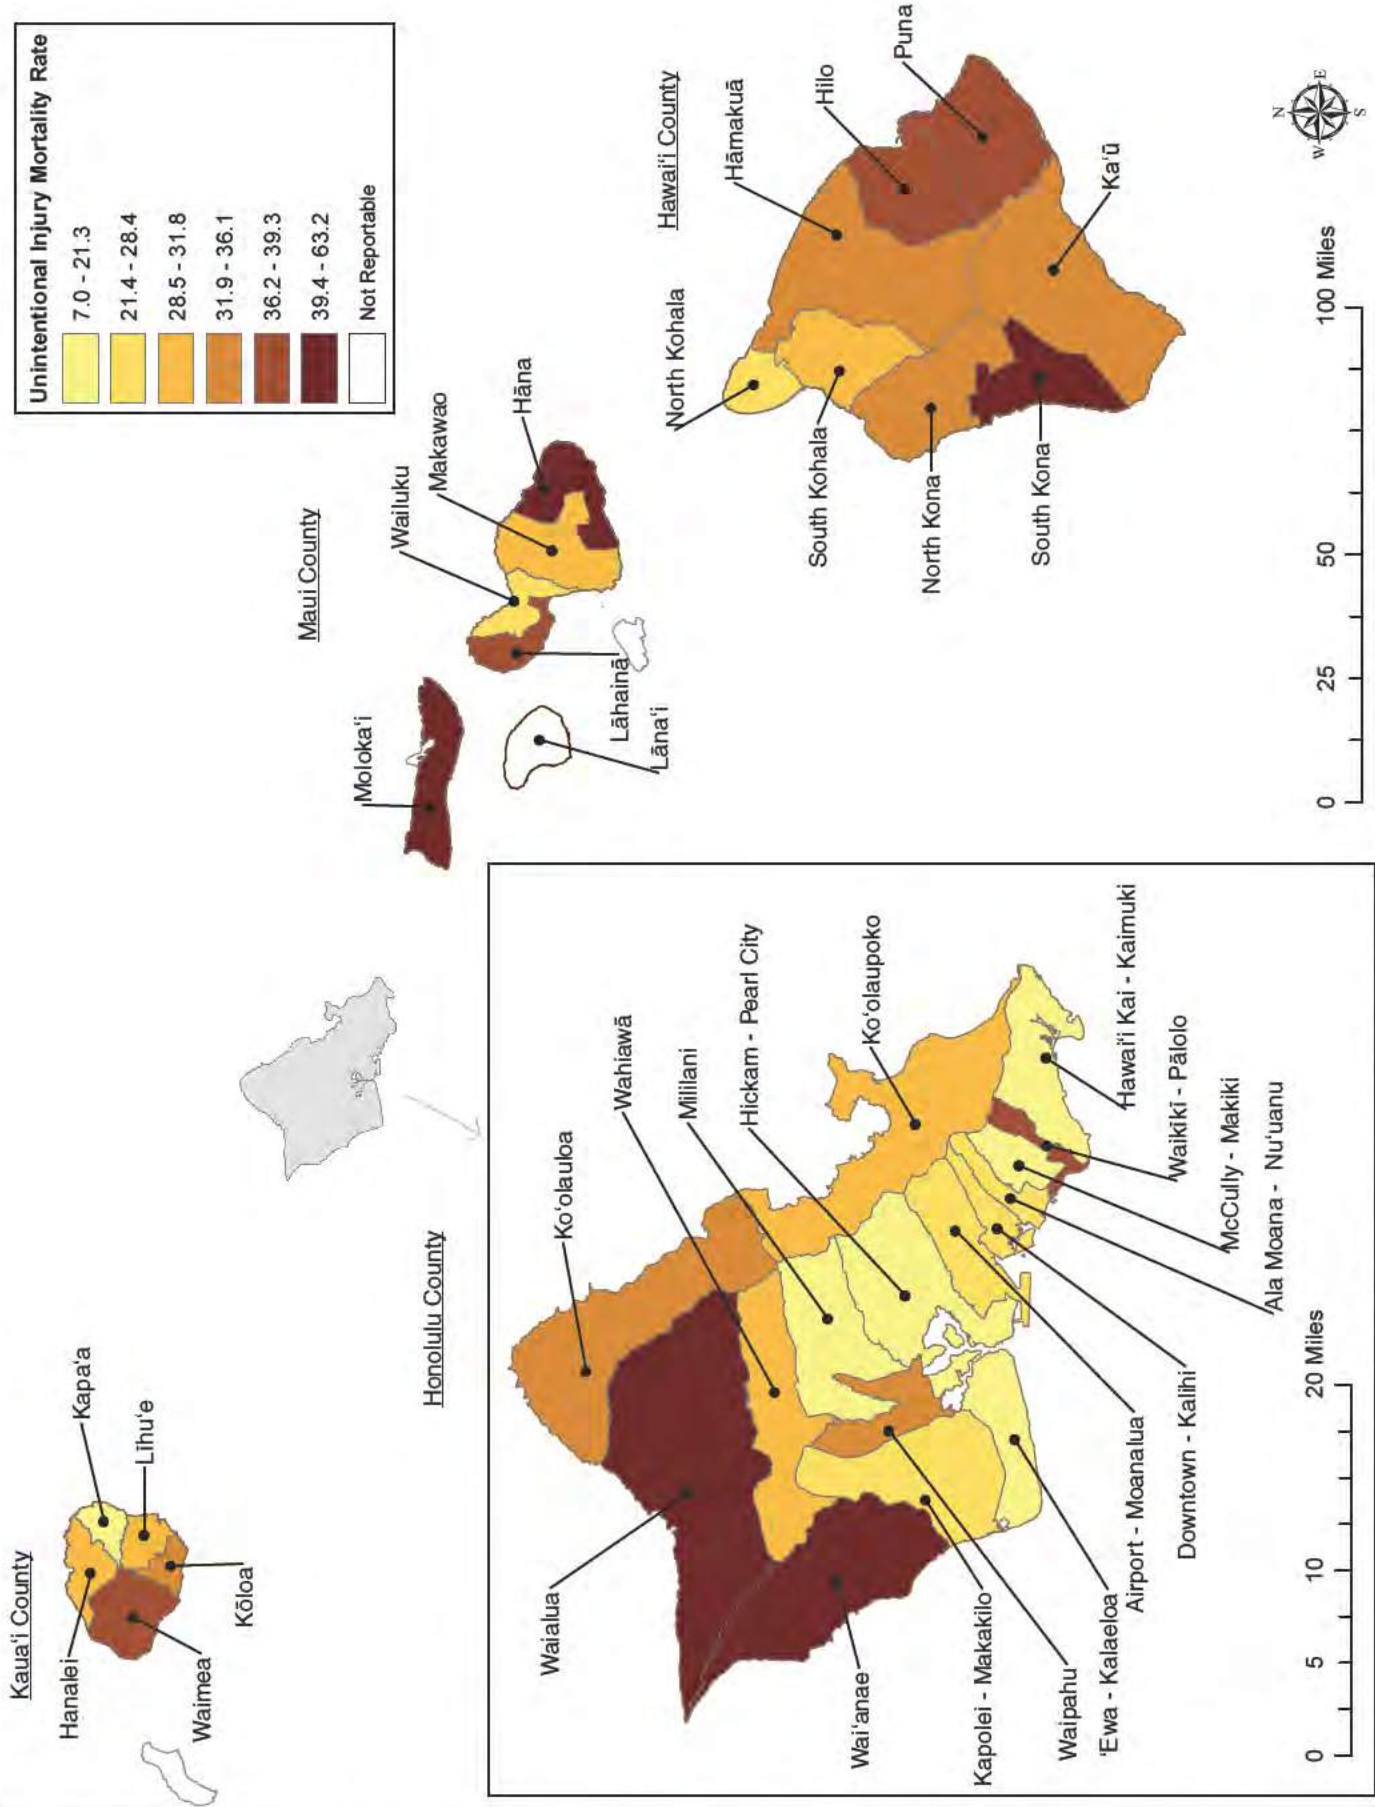 Unintentional Injury Mortality Rate
7.0 - 21.3
21.4 - 28.4
28.5 - 31.8
31.9 - 36.1
36.2 - 39.3
39.4 - 63.2
Not Reportable
Kaua‘i County
Hanalei
Kapa‘a
Līhu‘e
Waimea
Kōloa
Maui County
Moloka‘i
Wailuku
Makawao
Hāna
Lāhainā
Lāna‘i
Hawai‘i County
North Kohala
Hāmakuā
Hilo
Puna
South Kohala
North Kona
South Kona
Ka‘ū
Honolulu County
Ko‘olauloa
Wahiawā
Mililani
Hickam - Pearl City
Ko‘olaupoko
Waialua
Wai‘anae
Kapolei - Makakilo
Waipahu
‘Ewa - Kalaeloa
Airport - Moanalua
Downtown - Kalihi
Ala Moana - Nu‘uanu
McCully - Makiki
Waikīkī - Pālolo
Hawai‘i Kai - Kaimuki
0 5 10 20 Miles
0 25 50 100 Miles
N
W E
S